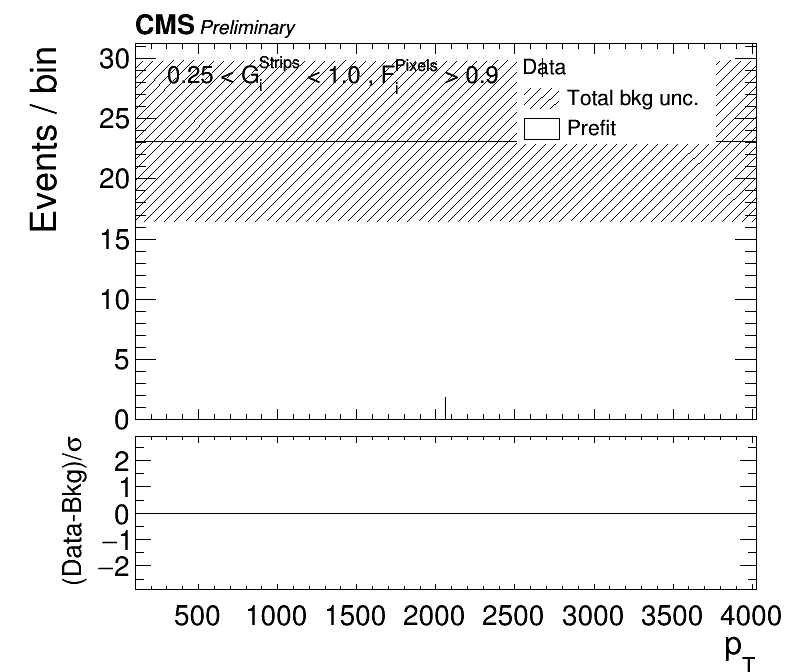 CMS Preliminary
Events / bin
30
25
20
15
10
5
0
0.25 < G_i^Strips < 1.0 , F_i^Pixels > 0.9
Data
Total bkg unc.
Prefit
(Data-Bkg)/σ
2
1
0
−1
−2
500 1000 1500 2000 2500 3000 3500 4000
p_T